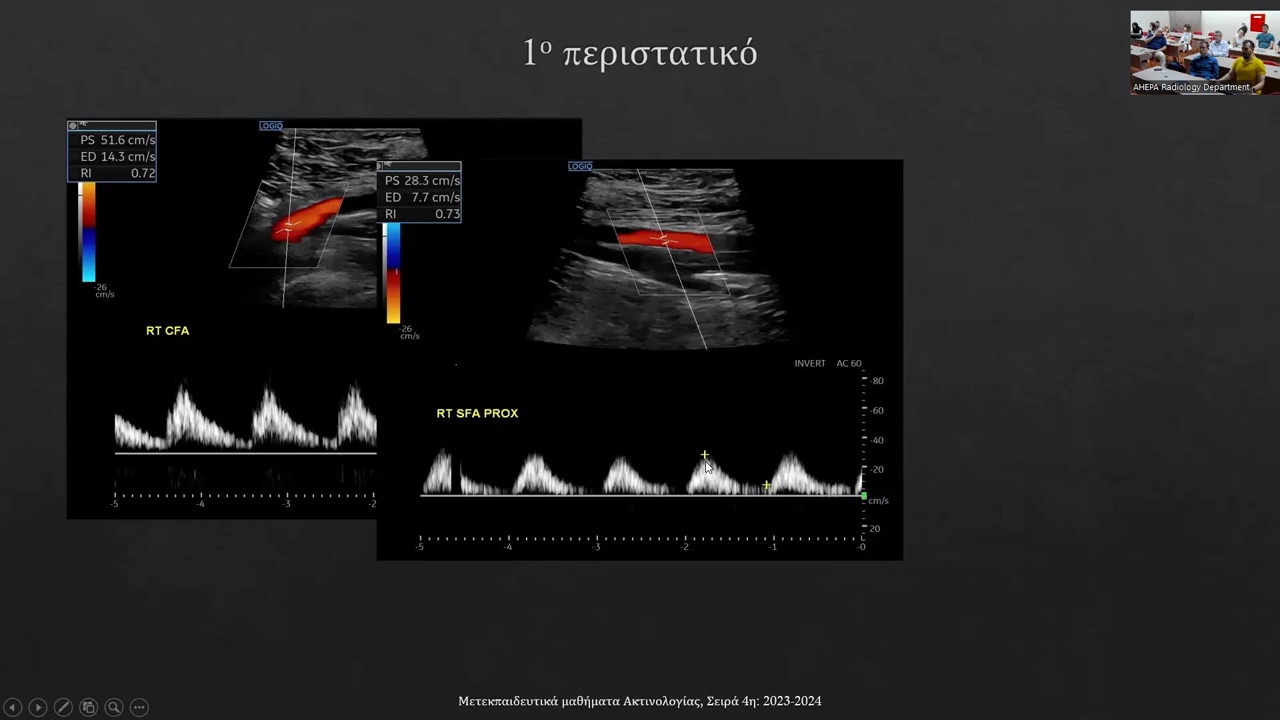 1ο περιστατικό
AHEPA Radiology Department
LOGIQ
PS 51.6 cm/s
ED 14.3 cm/s
RI 0.72
-26
cm/s
RT CFA
-5 -4 -3 -2
LOGIQ
PS 28.3 cm/s
ED 7.7 cm/s
RI 0.73
-26
cm/s
INVERT AC 60
RT SFA PROX
-80
-60
-40
-20
cm/s
20
-5 -4 -3 -2 -1 -0
Μετεκπαιδευτικά μαθήματα Ακτινολογίας, Σειρά 4η: 2023-2024